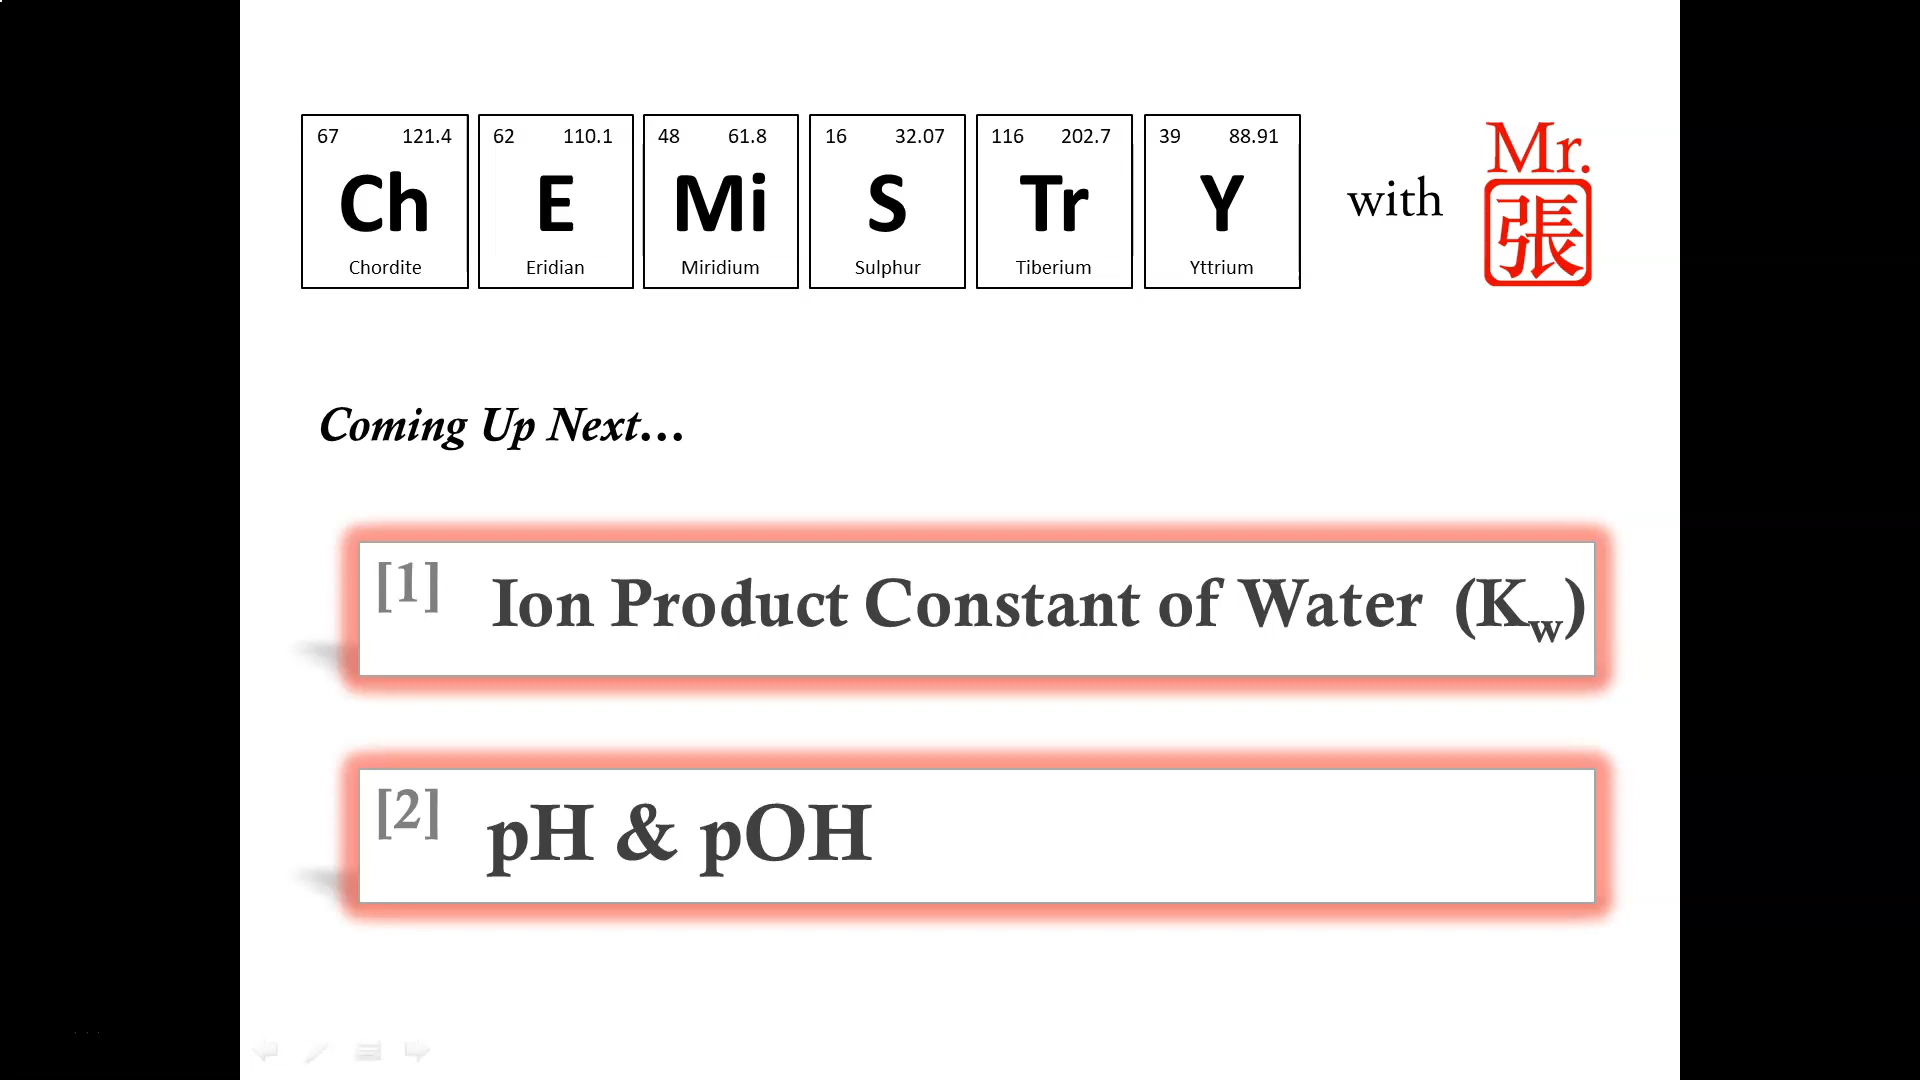 67 121.4 62 110.1 48 61.8 16 32.07 116 202.7 39 88.91
Ch E Mi S Tr Y with Mr. 張
Chordite Eridian Miridium Sulphur Tiberium Yttrium
Coming Up Next...
[1] Ion Product Constant of Water (Kw)
[2] pH & pOH